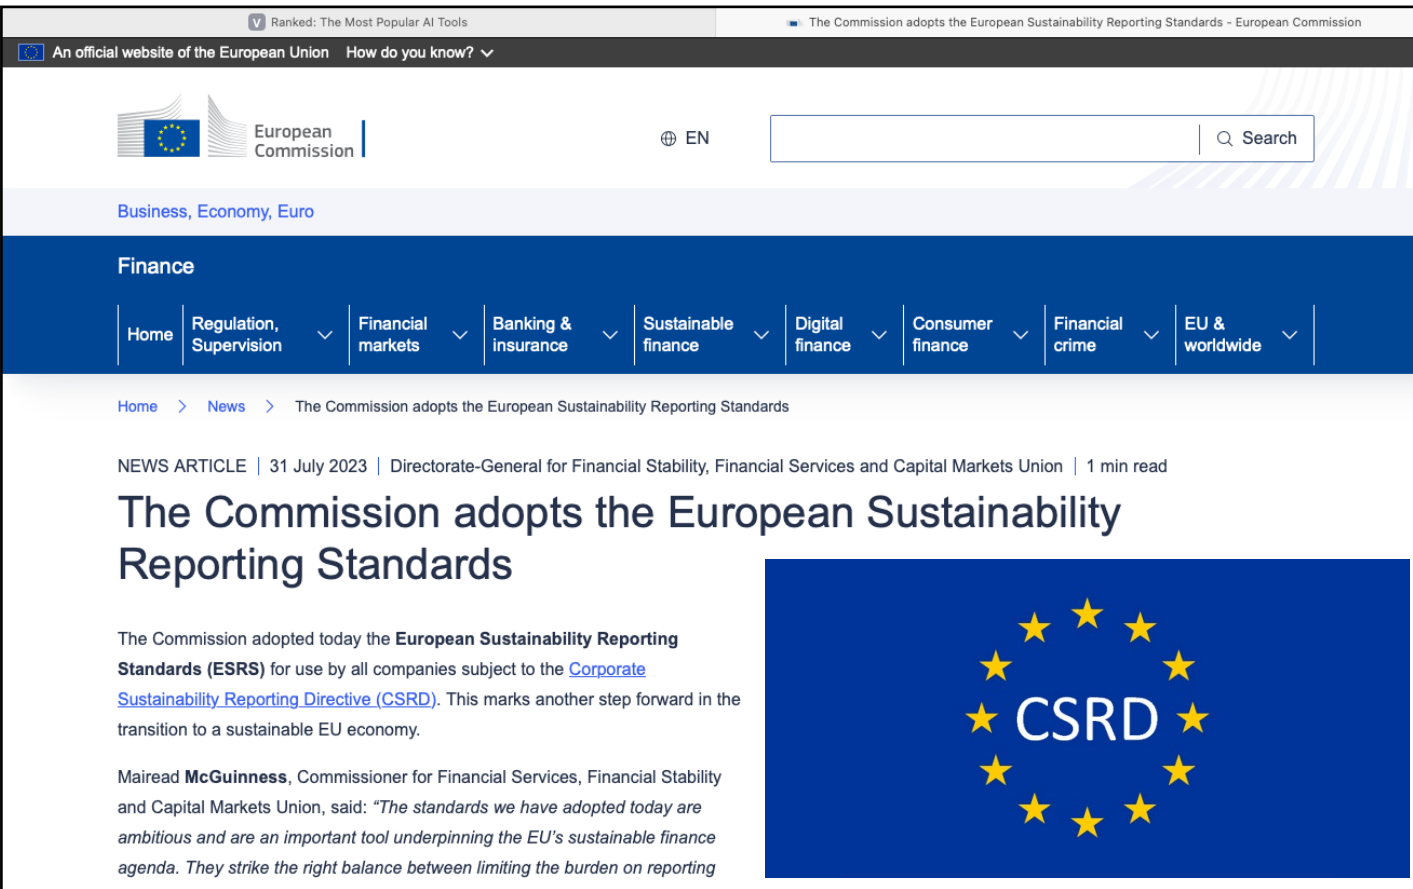 V Ranked: The Most Popular AI Tools
The Commission adopts the European Sustainability Reporting Standards - European Commission
An official website of the European Union How do you know?
European
Commission
EN
Search
Business, Economy, Euro
Finance
Home
Regulation,
Supervision
Financial
markets
Banking &
insurance
Sustainable
finance
Digital
finance
Consumer
finance
Financial
crime
EU &
worldwide
Home > News > The Commission adopts the European Sustainability Reporting Standards
NEWS ARTICLE | 31 July 2023 | Directorate-General for Financial Stability, Financial Services and Capital Markets Union | 1 min read
The Commission adopts the European Sustainability
Reporting Standards
The Commission adopted today the European Sustainability Reporting
Standards (ESRS) for use by all companies subject to the Corporate
Sustainability Reporting Directive (CSRD). This marks another step forward in the
transition to a sustainable EU economy.
Mairead McGuinness, Commissioner for Financial Services, Financial Stability
and Capital Markets Union, said: “The standards we have adopted today are
ambitious and are an important tool underpinning the EU’s sustainable finance
agenda. They strike the right balance between limiting the burden on reporting
CSRD